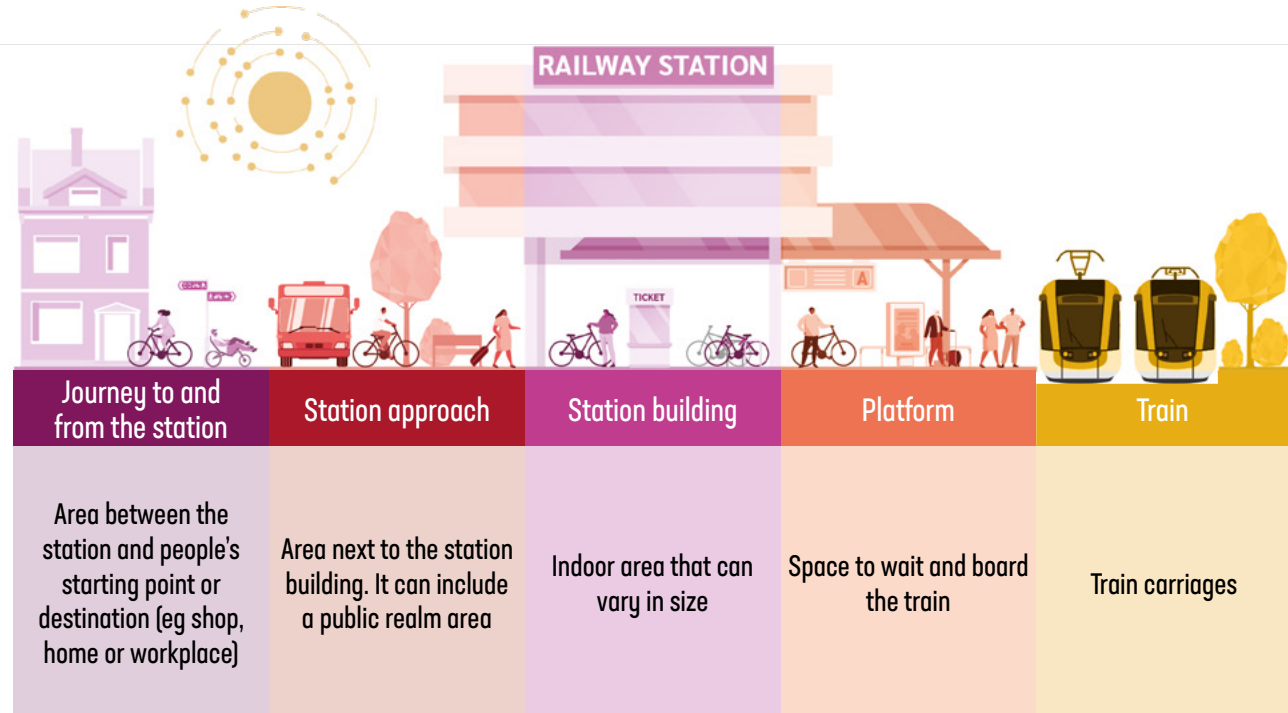 RAILWAY STATION
A
TICKET
Journey to and
from the station
Station approach
Station building
Platform
Train
Area between the
station and people's
starting point or
destination (eg shop,
home or workplace)
Area next to the station
building. It can include
a public realm area
Indoor area that can
vary in size
Space to wait and board
the train
Train carriages